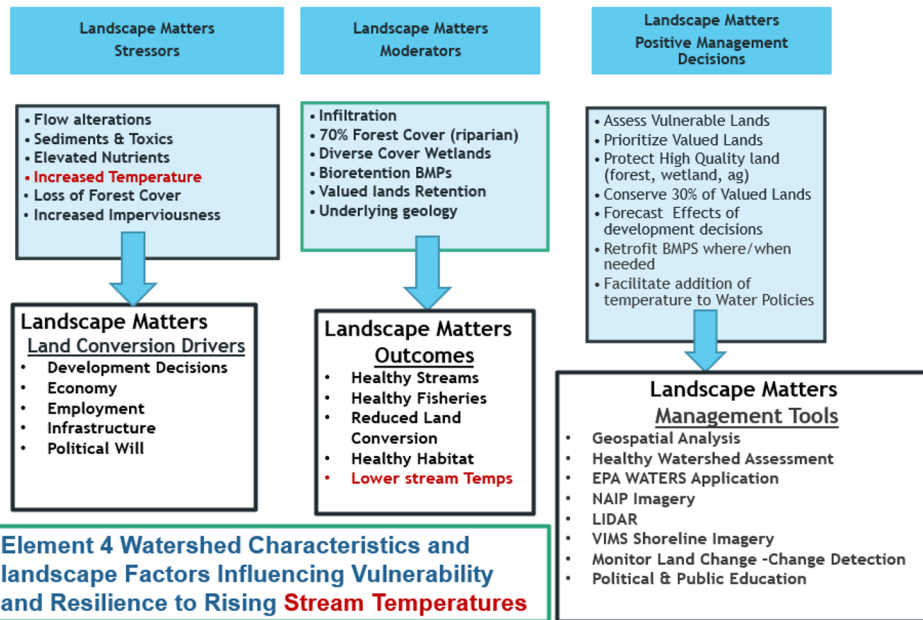 Landscape Matters
Stressors
Landscape Matters
Moderators
Landscape Matters
Positive Management
Decisions
• Flow alterations
• Sediments & Toxics
• Elevated Nutrients
• Increased Temperature
• Loss of Forest Cover
• Increased Imperviousness
• Infiltration
• 70% Forest Cover (riparian)
• Diverse Cover Wetlands
• Bioretention BMPs
• Valued lands Retention
• Underlying geology
• Assess Vulnerable Lands
• Prioritize Valued Lands
• Protect High Quality land
(forest, wetland, ag)
• Conserve 30% of Valued Lands
• Forecast Effects of
development decisions
• Retrofit BMPS where/when
needed
• Facilitate addition of
temperature to Water Policies
Landscape Matters
Land Conversion Drivers
• Development Decisions
• Economy
• Employment
• Infrastructure
• Political Will
Landscape Matters
Outcomes
• Healthy Streams
• Healthy Fisheries
• Reduced Land
Conversion
• Healthy Habitat
• Lower stream Temps
Landscape Matters
Management Tools
• Geospatial Analysis
• Healthy Watershed Assessment
• EPA WATERS Application
• NAIP Imagery
• LIDAR
• VIMS Shoreline Imagery
• Monitor Land Change -Change Detection
• Political & Public Education
Element 4 Watershed Characteristics and
landscape Factors Influencing Vulnerability
and Resilience to Rising Stream Temperatures